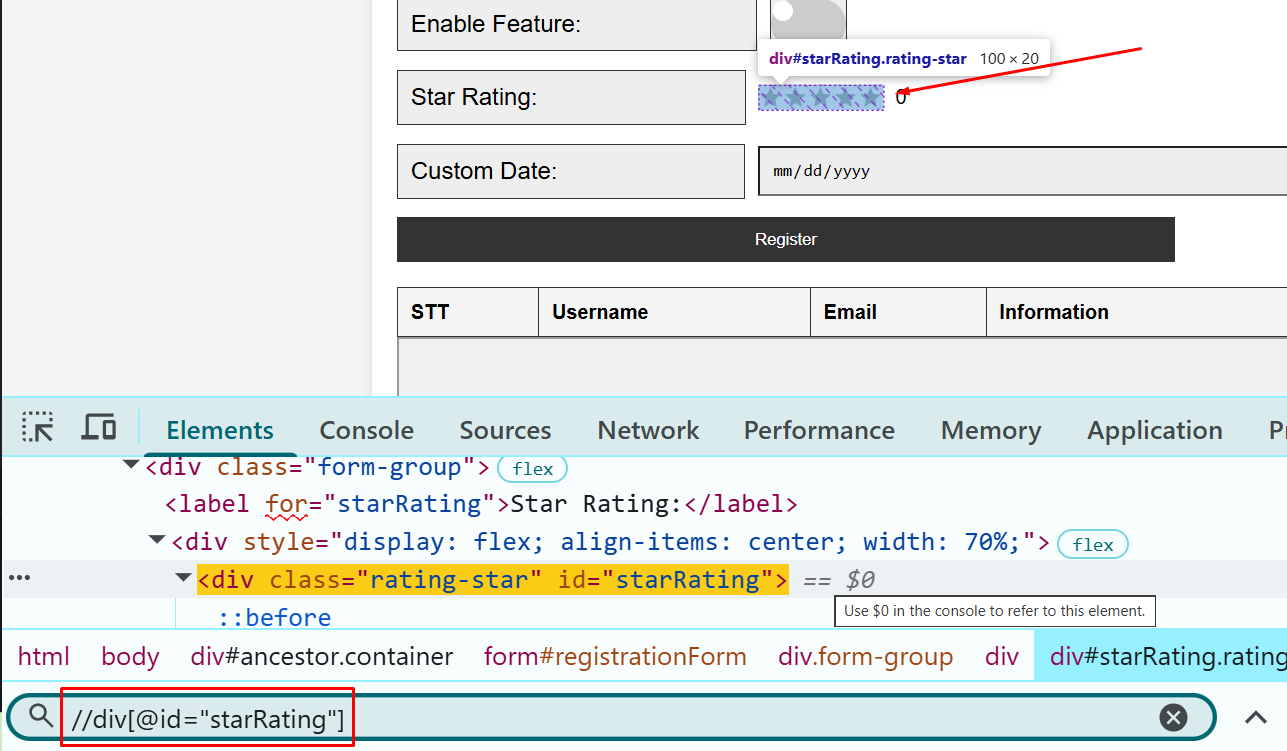 Enable Feature:
div#starRating.rating-star 100 × 20
Star Rating: 0
Custom Date: mm/dd/yyyy
Register
STT Username Email Information
Elements Console Sources Network Performance Memory Application
<div class="form-group"> flex
<label for="starRating">Star Rating:</label>
<div style="display: flex; align-items: center; width: 70%;"> flex
<div class="rating-star" id="starRating"> == $0
Use $0 in the console to refer to this element.
::before
html body div#ancestor.container form#registrationForm div.form-group div div#starRating.rating
//div[@id="starRating"]